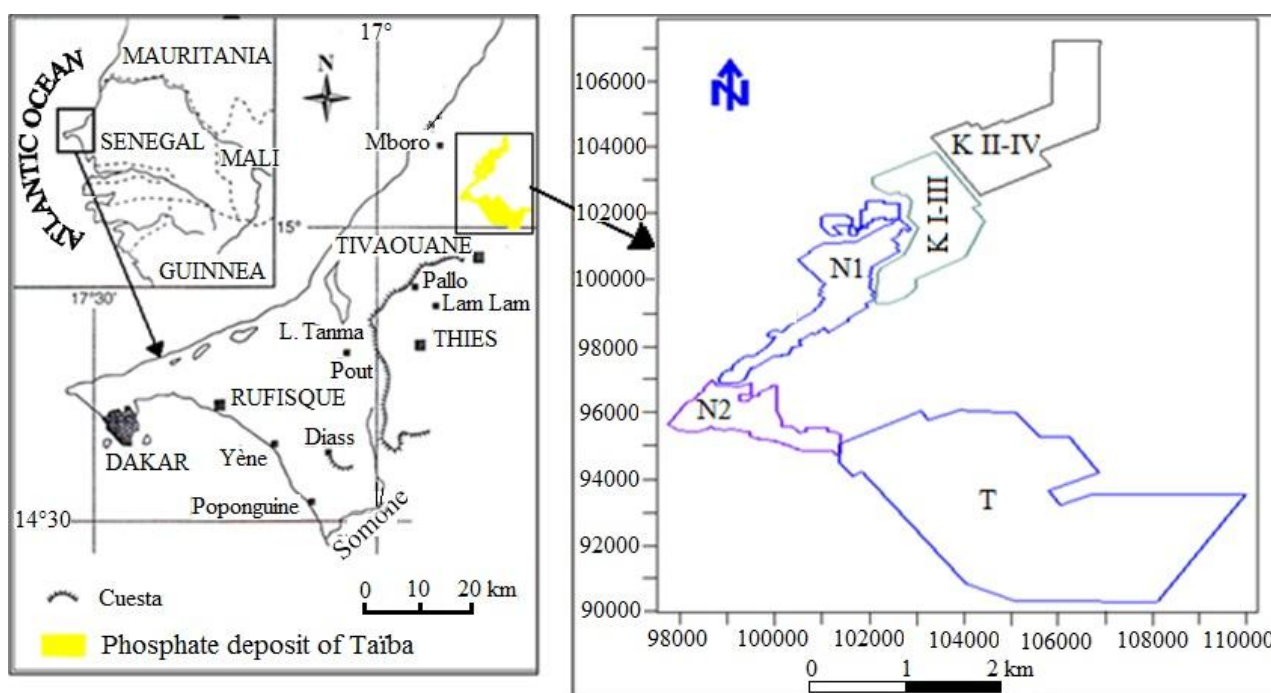 MAURITANIA
ATLANTIC OCEAN
SENEGAL
MALI
GUINNEA
17°
N
Mboro
15°
TIVAOUANE
Pallo
Lam Lam
17°30'
L. Tanma
THIES
Pout
RUFISQUE
Diass
DAKAR
Yène
Poponguine
14°30
Somone
Cuesta
0 10 20 km
Phosphate deposit of Taïba
N
106000
104000
102000
100000
98000
96000
94000
92000
90000
K II-IV
K I-III
N1
N2
T
98000 100000 102000 104000 106000 108000 110000
0 1 2 km